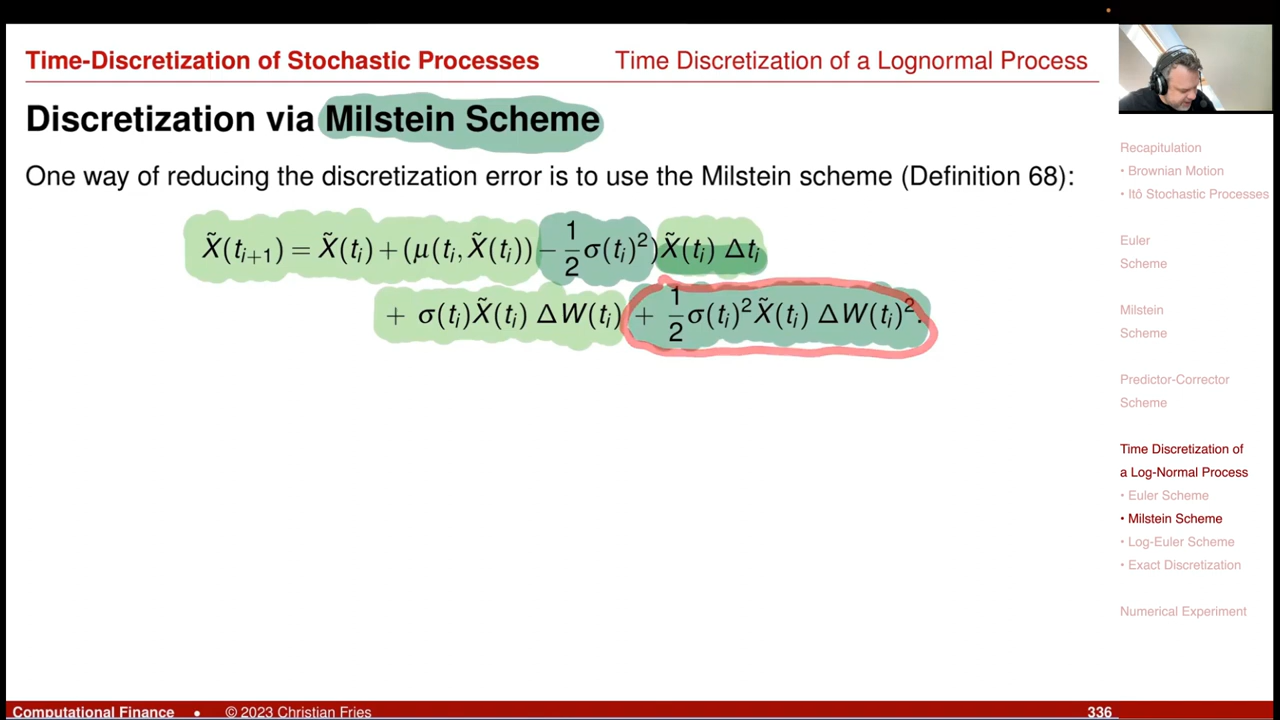 Time-Discretization of Stochastic Processes
Time Discretization of a Lognormal Process
Discretization via Milstein Scheme
One way of reducing the discretization error is to use the Milstein scheme (Definition 68):
X̃(tᵢ₊₁) = X̃(tᵢ) + (μ(tᵢ, X̃(tᵢ)) − 1/2 σ(tᵢ)²) X̃(tᵢ) Δtᵢ
+ σ(tᵢ)X̃(tᵢ) ΔW(tᵢ) + 1/2 σ(tᵢ)² X̃(tᵢ) ΔW(tᵢ)².
Recapitulation
• Brownian Motion
• Itô Stochastic Processes
Euler
Scheme
Milstein
Scheme
Predictor-Corrector
Scheme
Time Discretization of
a Log-Normal Process
• Euler Scheme
• Milstein Scheme
• Log-Euler Scheme
• Exact Discretization
Numerical Experiment
Computational Finance • © 2023 Christian Fries
336